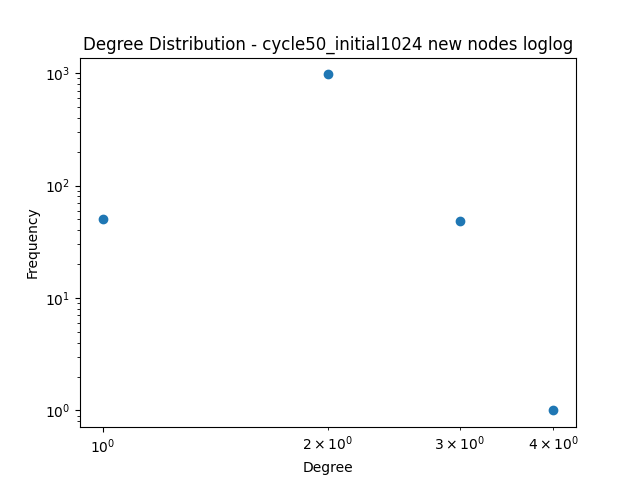 Degree Distribution - cycle50_initial1024 new nodes loglog
10³
10²
10¹
10⁰
Frequency
10⁰
2 × 10⁰
3 × 10⁰
4 × 10⁰
Degree